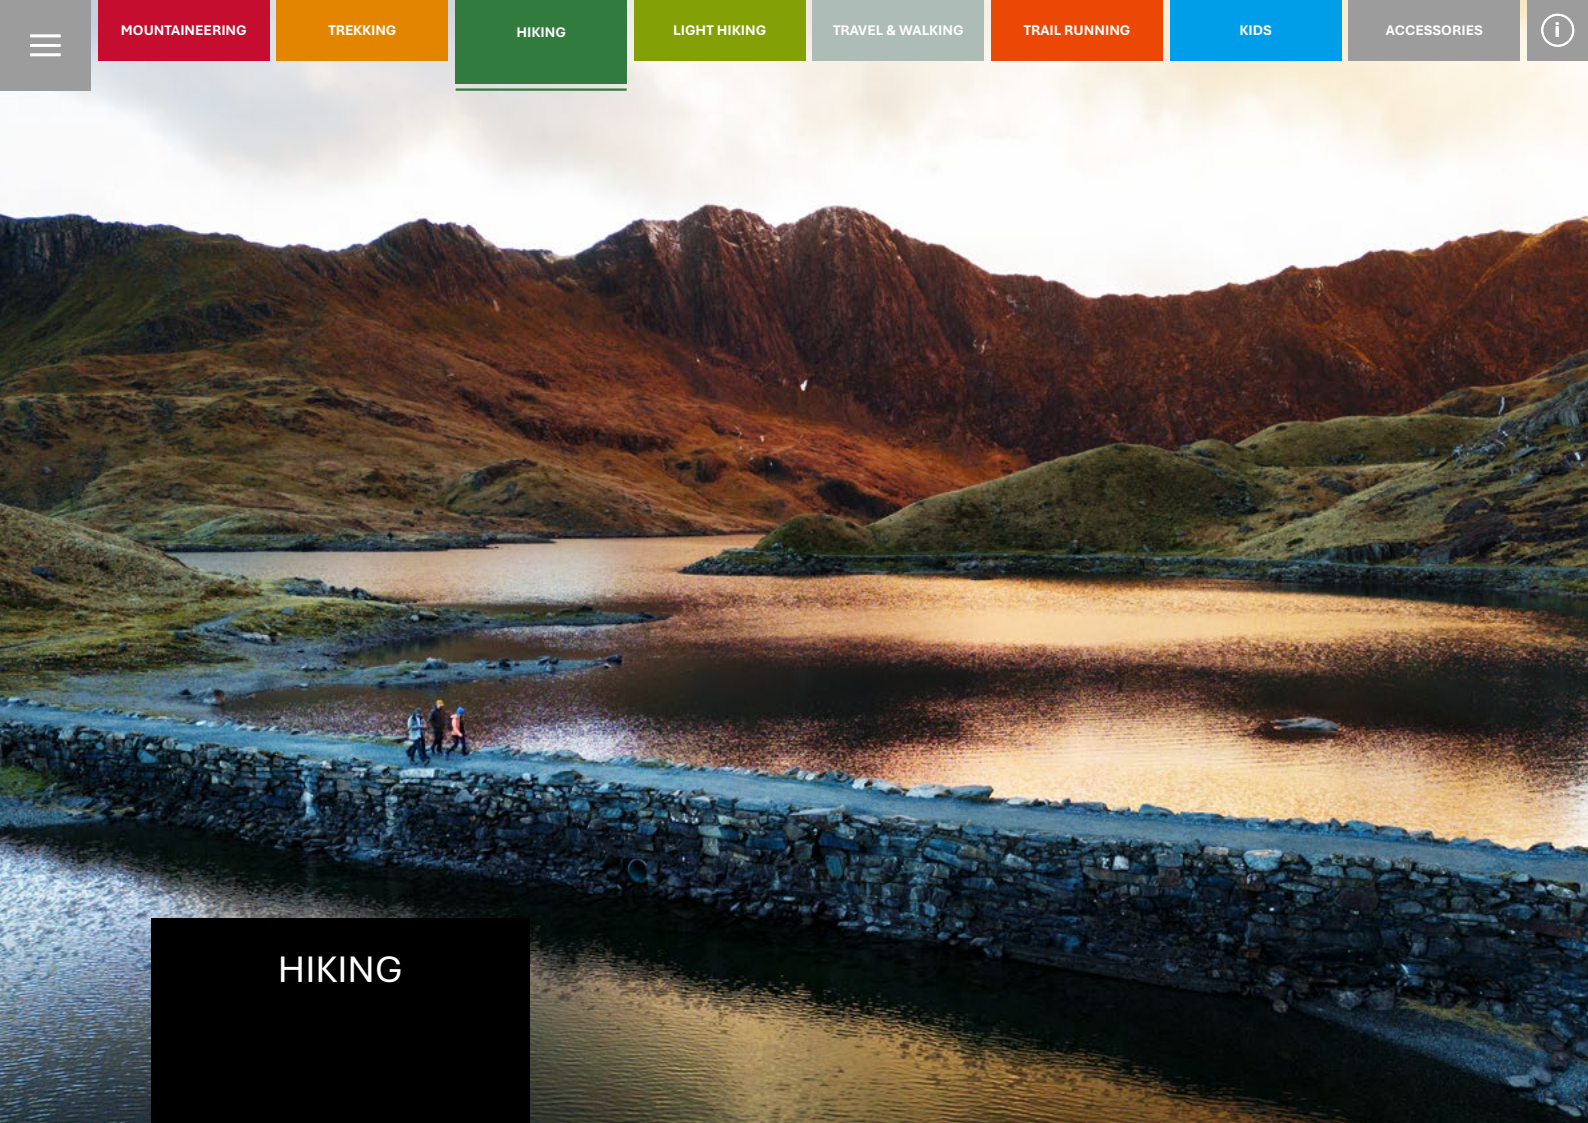 MOUNTAINEERING
TREKKING
HIKING
LIGHT HIKING
TRAVEL & WALKING
TRAIL RUNNING
KIDS
ACCESSORIES
i
HIKING